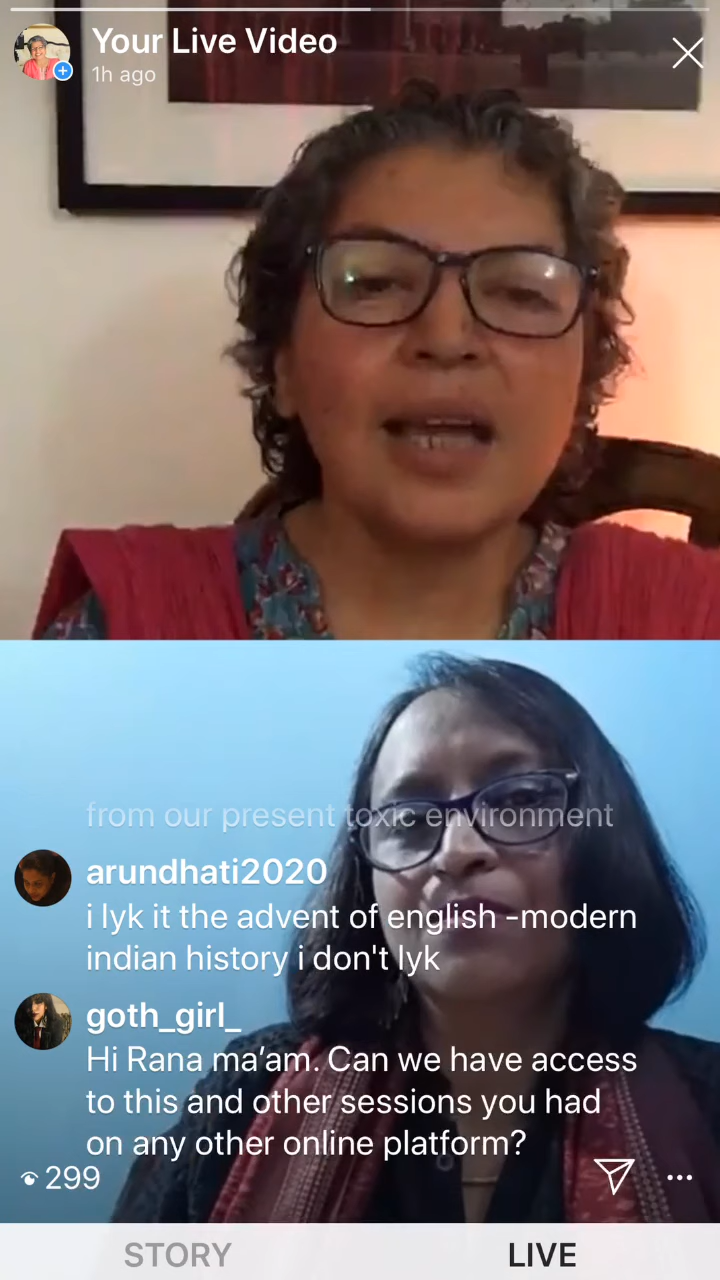 Your Live Video
1h ago
from our present toxic environment
arundhati2020
i lyk it the advent of english -modern
indian history i don't lyk
goth_girl_
Hi Rana ma’am. Can we have access
to this and other sessions you had
on any other online platform?
299
STORY LIVE